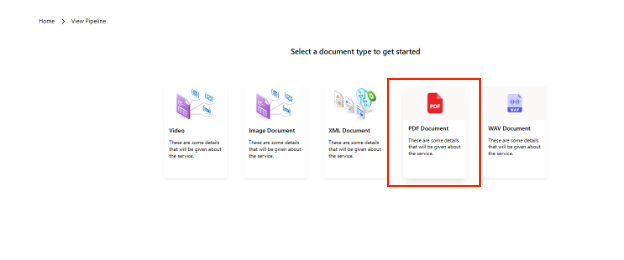 Home > View Pipeline
Select a document type to get started
PDF
WAV
Video
Image Document
XML Document
PDF Document
WAV Document
These are some details
that will be given about
the service.
These are some details
that will be given about
the service.
These are some details
that will be given about
the service.
These are some details
that will be given about
the service.
These are some details
that will be given about
the service.